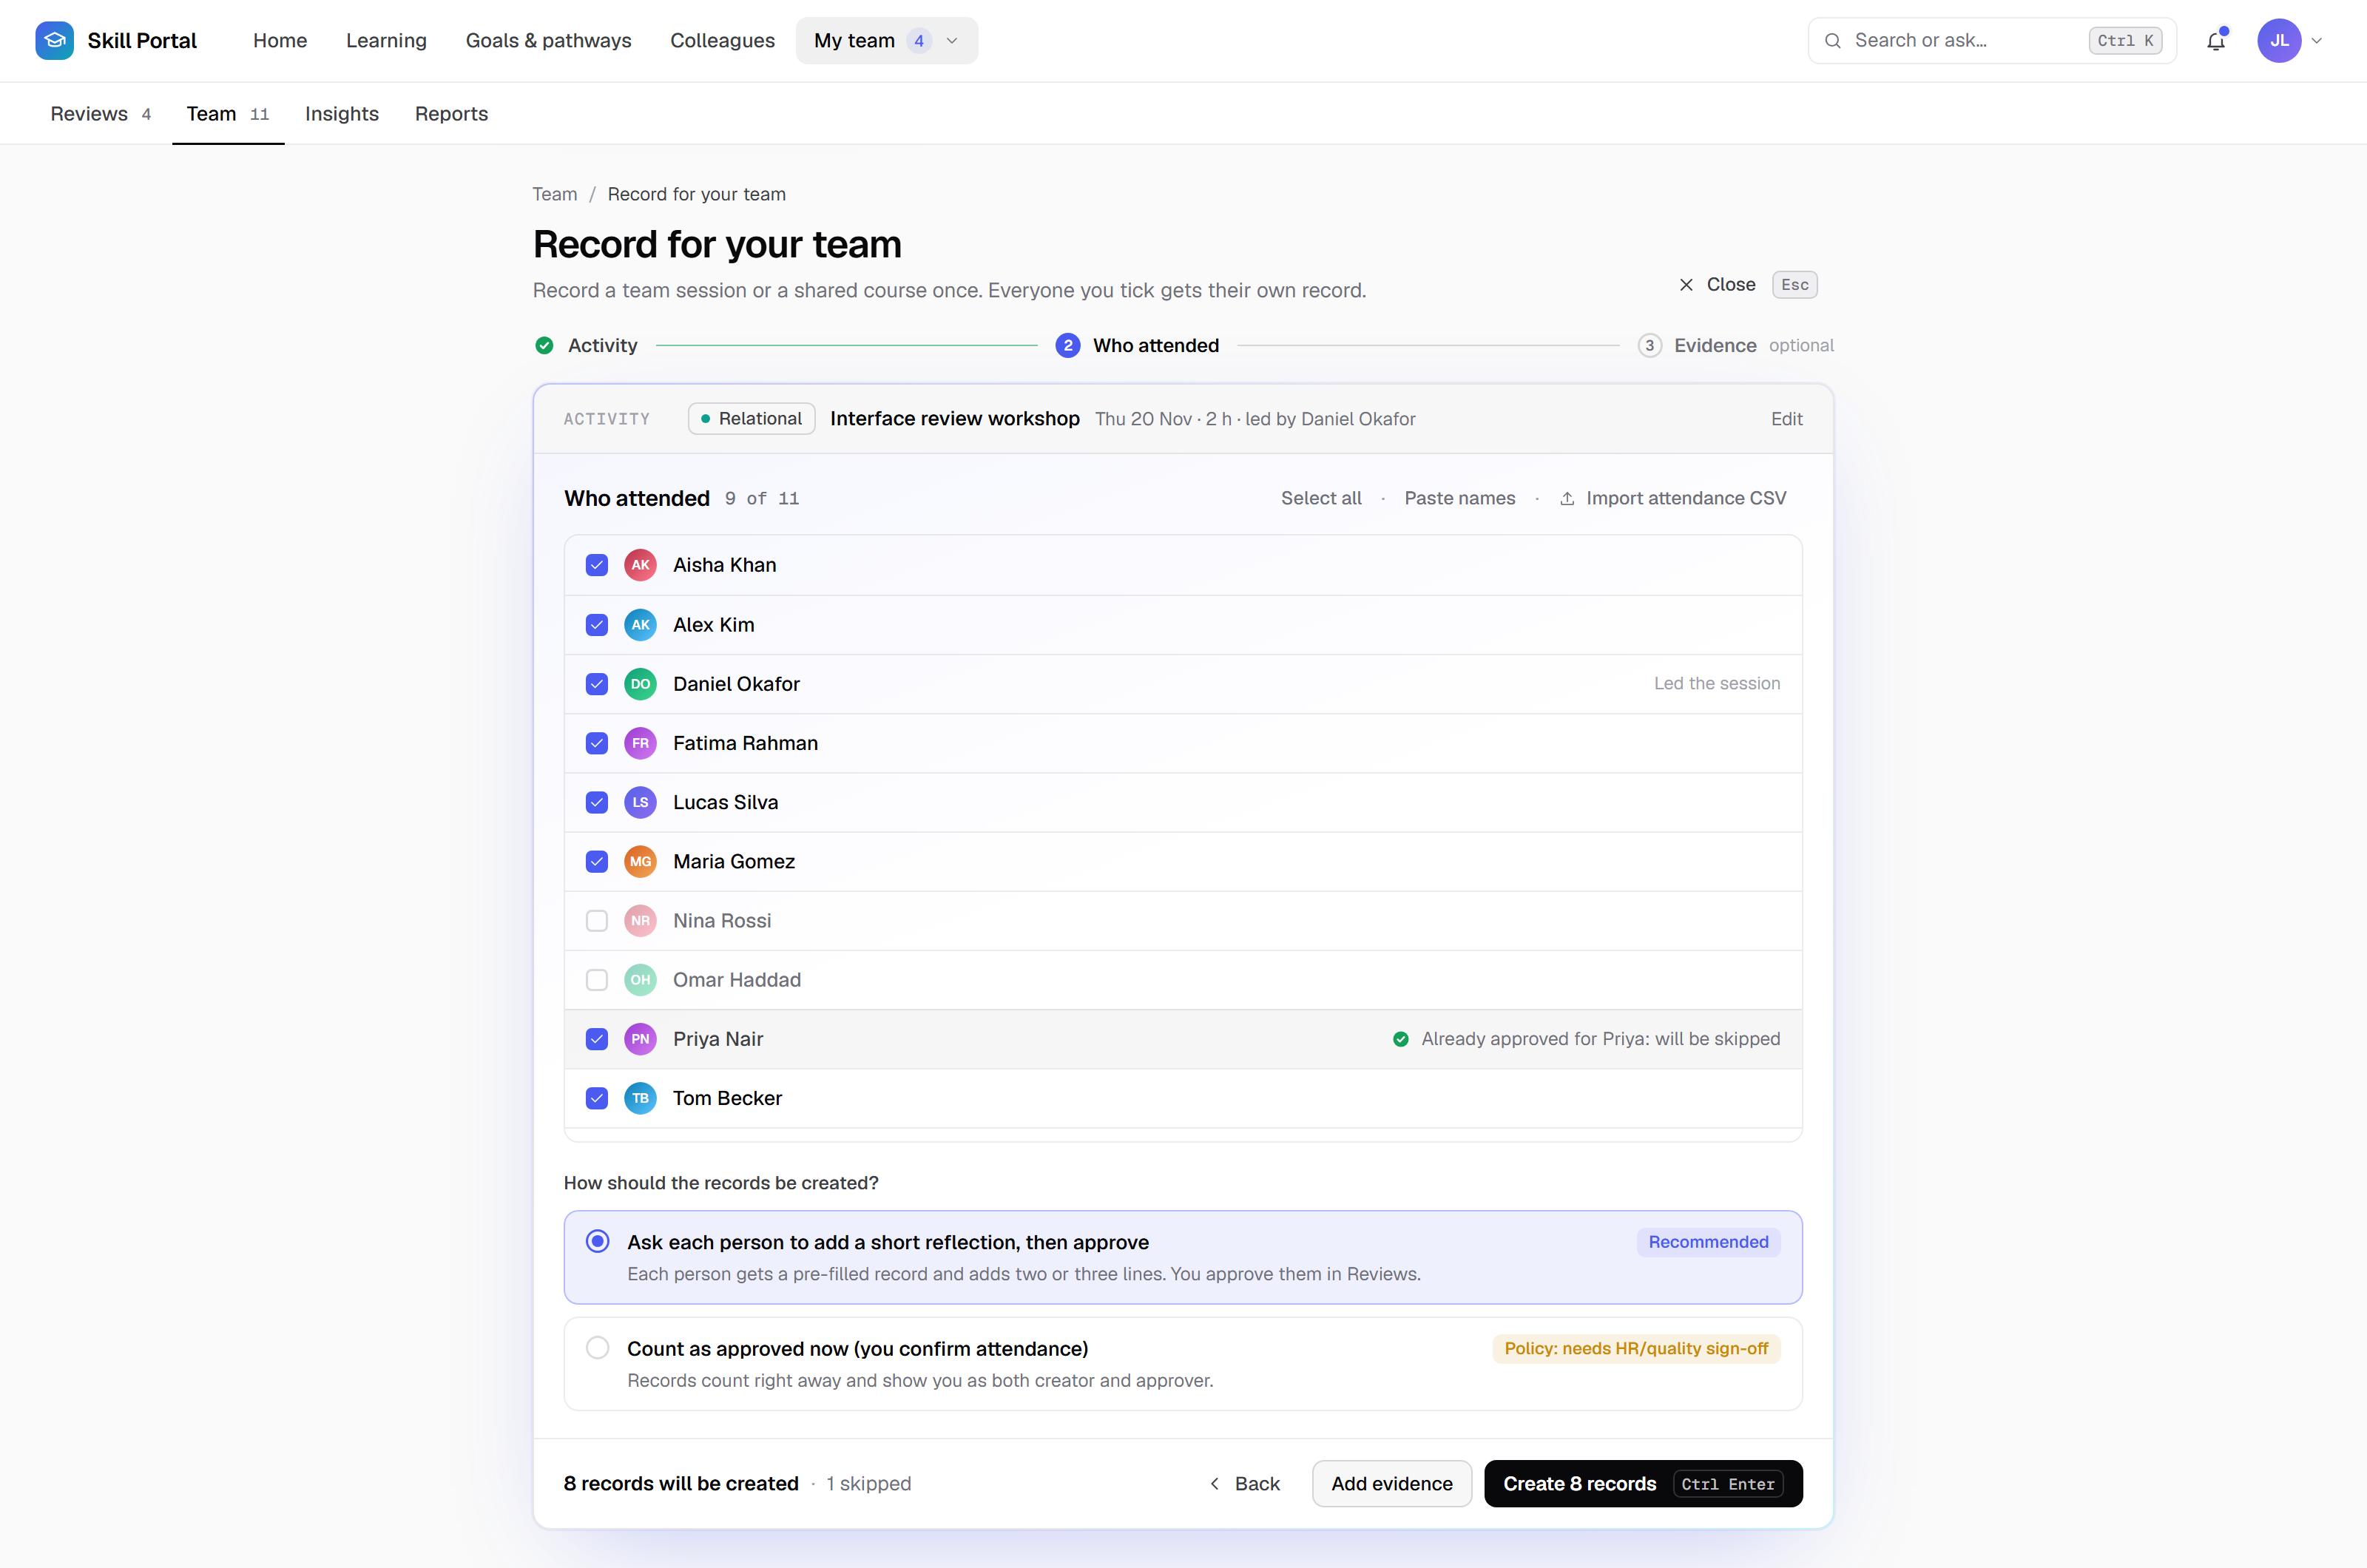 Skill Portal Home Learning Goals & pathways Colleagues My team 4 Search or ask... Ctrl K JL
Reviews 4 Team 11 Insights Reports
Team / Record for your team
Record for your team
Record a team session or a shared course once. Everyone you tick gets their own record.
Close Esc
Activity 2 Who attended 3 Evidence optional
ACTIVITY Relational Interface review workshop Thu 20 Nov · 2 h · led by Daniel Okafor Edit
Who attended 9 of 11 Select all · Paste names · Import attendance CSV
AK Aisha Khan
AK Alex Kim
DO Daniel Okafor Led the session
FR Fatima Rahman
LS Lucas Silva
MG Maria Gomez
NR Nina Rossi
OH Omar Haddad
PN Priya Nair Already approved for Priya: will be skipped
TB Tom Becker
How should the records be created?
Ask each person to add a short reflection, then approve Recommended
Each person gets a pre-filled record and adds two or three lines. You approve them in Reviews.
Count as approved now (you confirm attendance) Policy: needs HR/quality sign-off
Records count right away and show you as both creator and approver.
8 records will be created · 1 skipped Back Add evidence Create 8 records Ctrl Enter